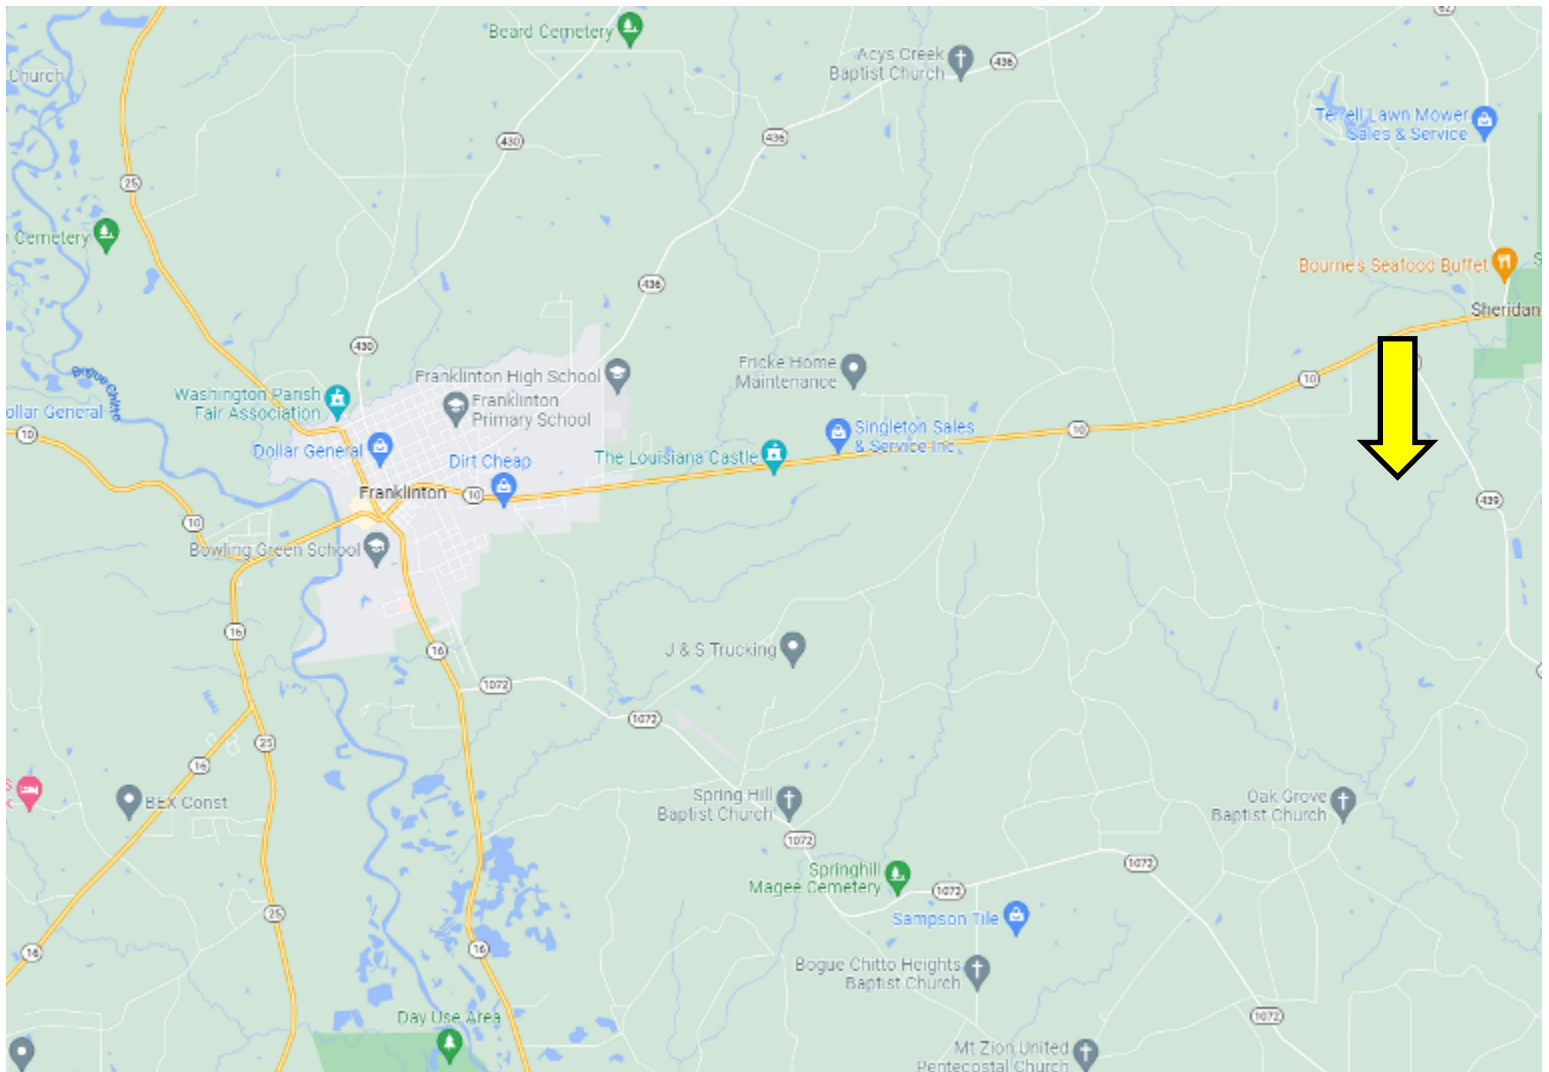 Beard Cemetery
Acys Creek
Baptist Church
436
62
Church
Terrell Lawn Mower
Sales & Service
430
436
25
Cemetery
Bourne's Seafood Buffet
S
436
Sheridan
430
Bogue Chitto
Franklinton High School
Fricke Home
Maintenance
10
Washington Parish
Fair Association
Franklinton
Primary School
ollar General
10
Singleton Sales
& Service Inc.
10
Dollar General
Dirt Cheap
The Louisiana Castle
Franklinton
10
439
10
Bowling Green School
16
16
J & S Trucking
1072
1072
25
16
BEX Const
Spring Hill
Baptist Church
Oak Grove
Baptist Church
1072
1072
Springhill
Magee Cemetery
1072
25
Sampson Tile
16
16
Bogue Chitto Heights
Baptist Church
Day Use Area
1072
Mt Zion United
Pentecostal Church